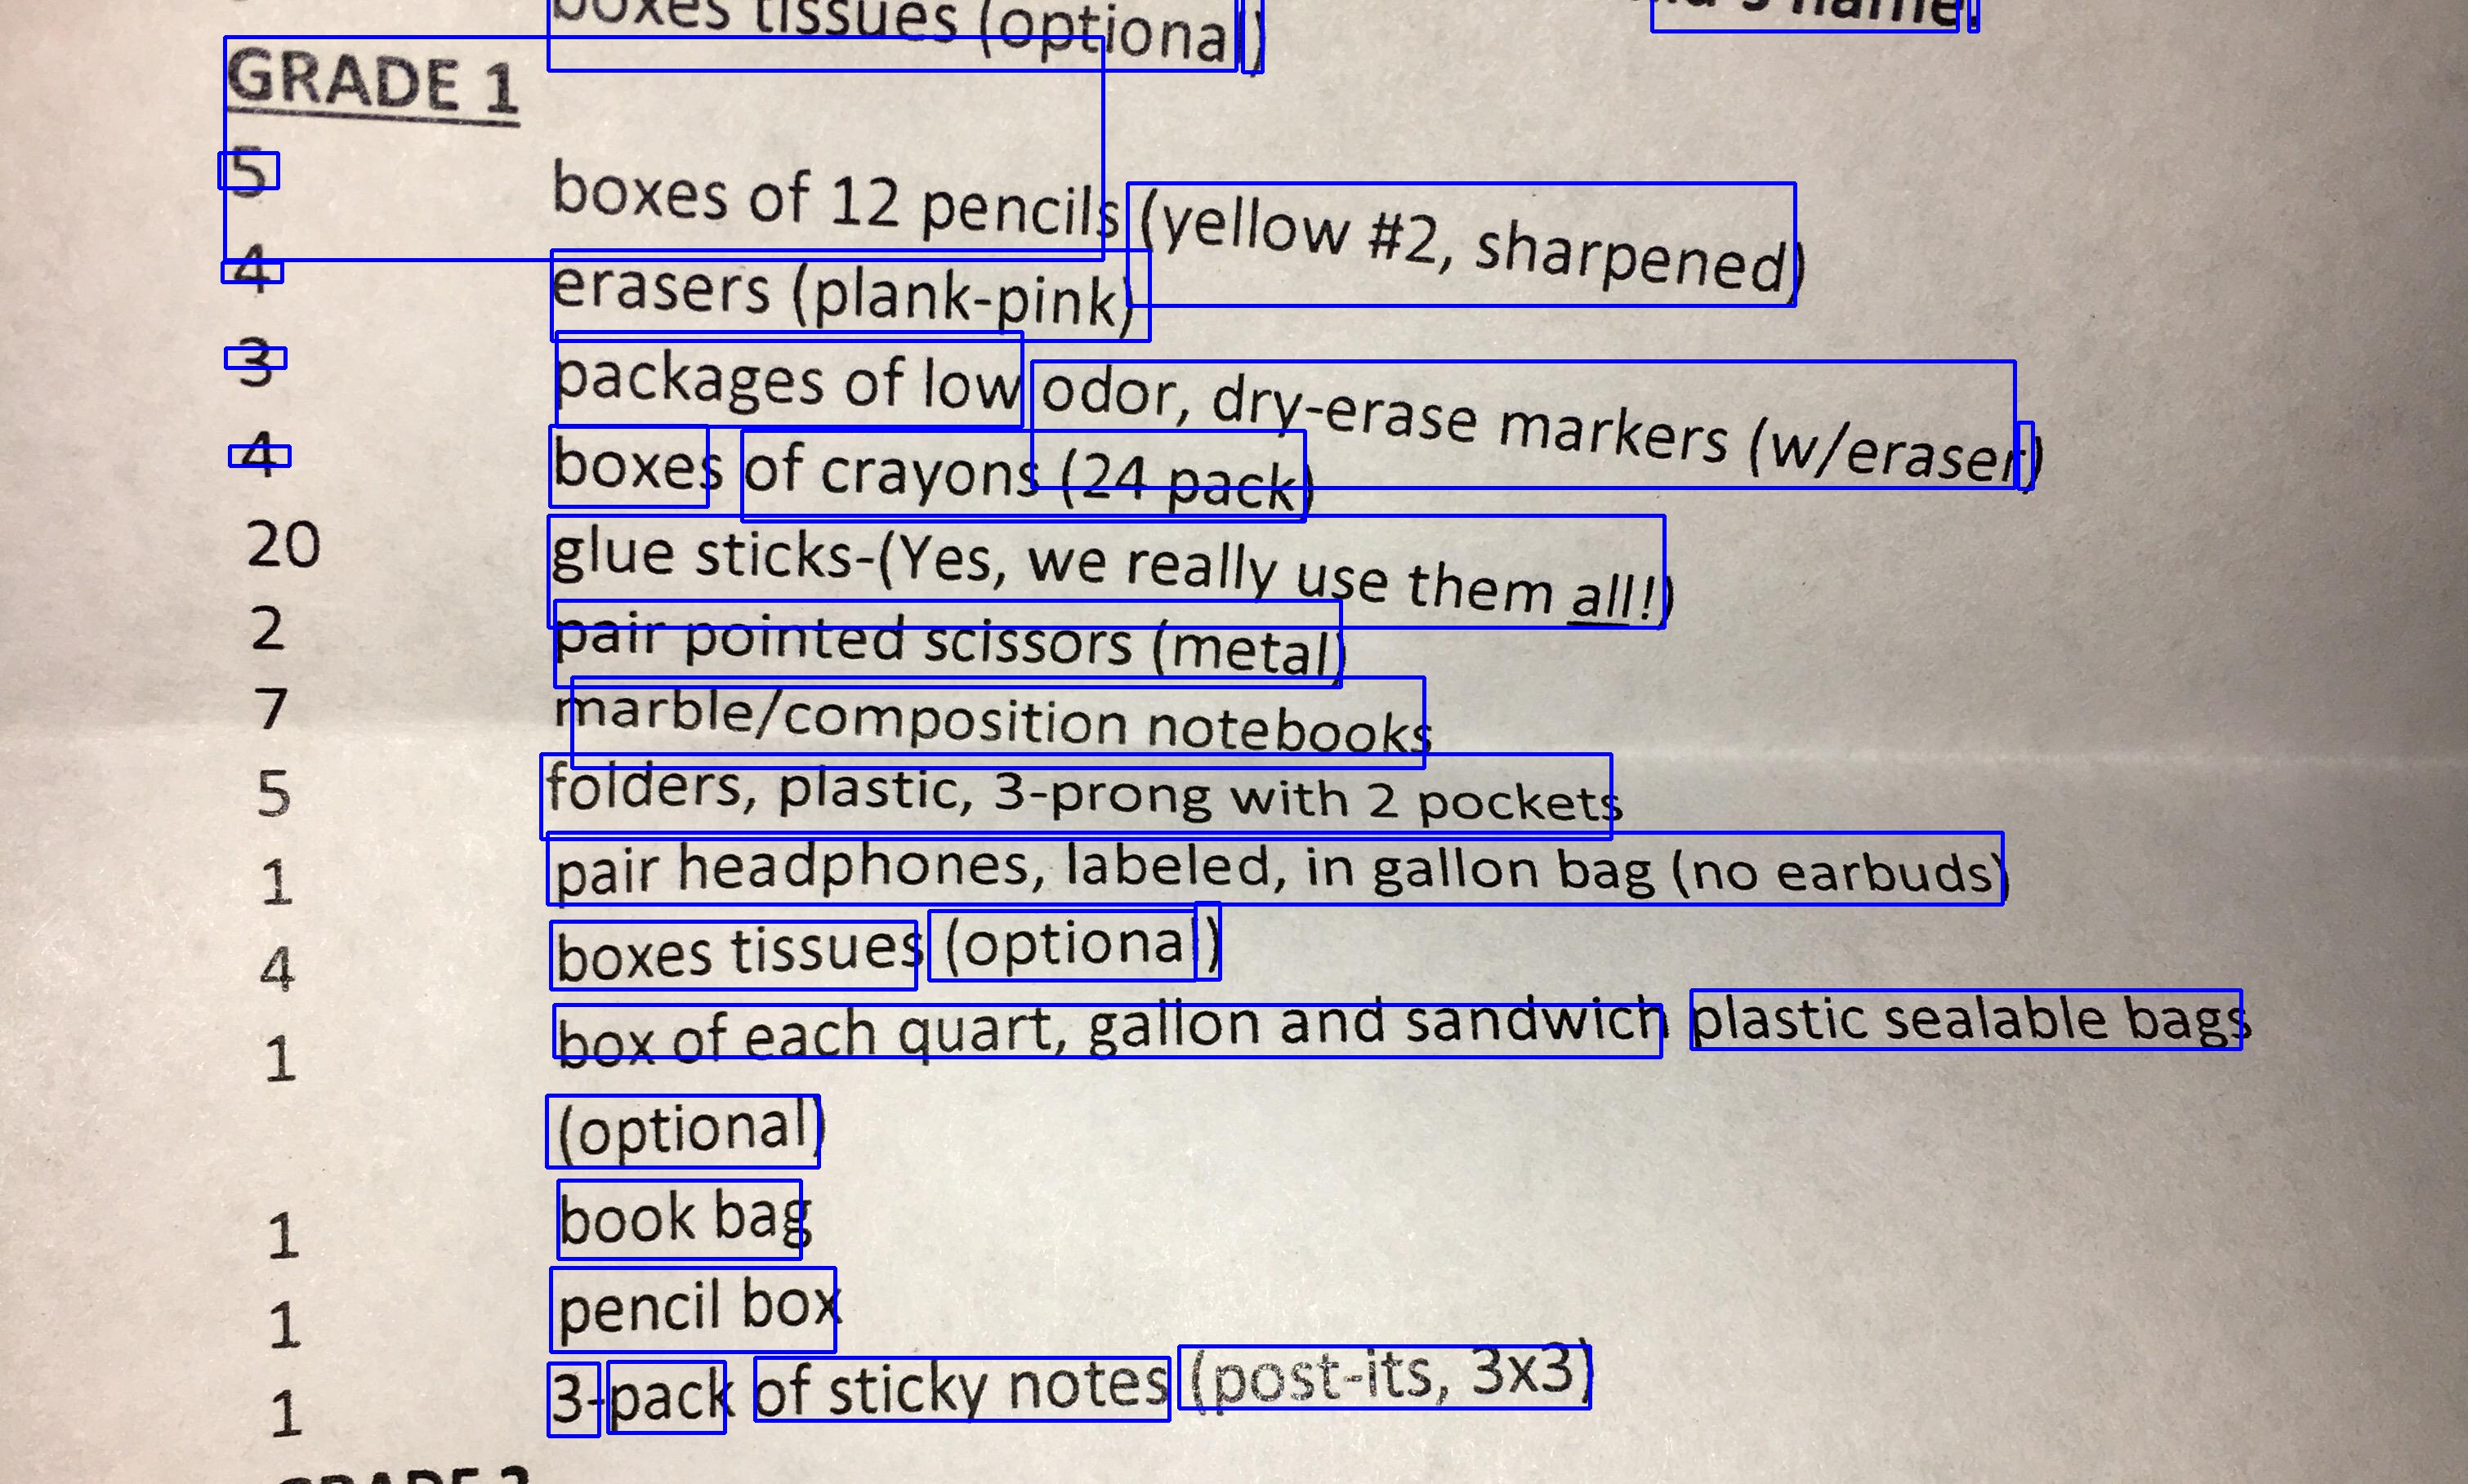 boxes tissues (optional) name.
GRADE 1
5 boxes of 12 pencils (yellow #2, sharpened)
4 erasers (plank-pink)
3 packages of low odor, dry-erase markers (w/eraser)
4 boxes of crayons (24 pack)
20 glue sticks-(Yes, we really use them all!)
2 pair pointed scissors (metal)
7 marble/composition notebooks
5 folders, plastic, 3-prong with 2 pockets
1 pair headphones, labeled, in gallon bag (no earbuds)
4 boxes tissues (optional)
1 box of each quart, gallon and sandwich plastic sealable bags
(optional)
1 book bag
1 pencil box
1 3-pack of sticky notes (post-its, 3x3)
GRADE 2